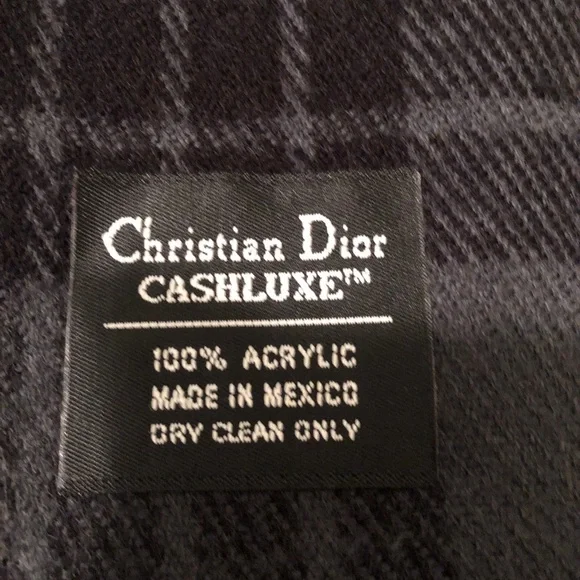 Christian Dior
CASHLUXE™
100% ACRYLIC
MADE IN MEXICO
DRY CLEAN ONLY